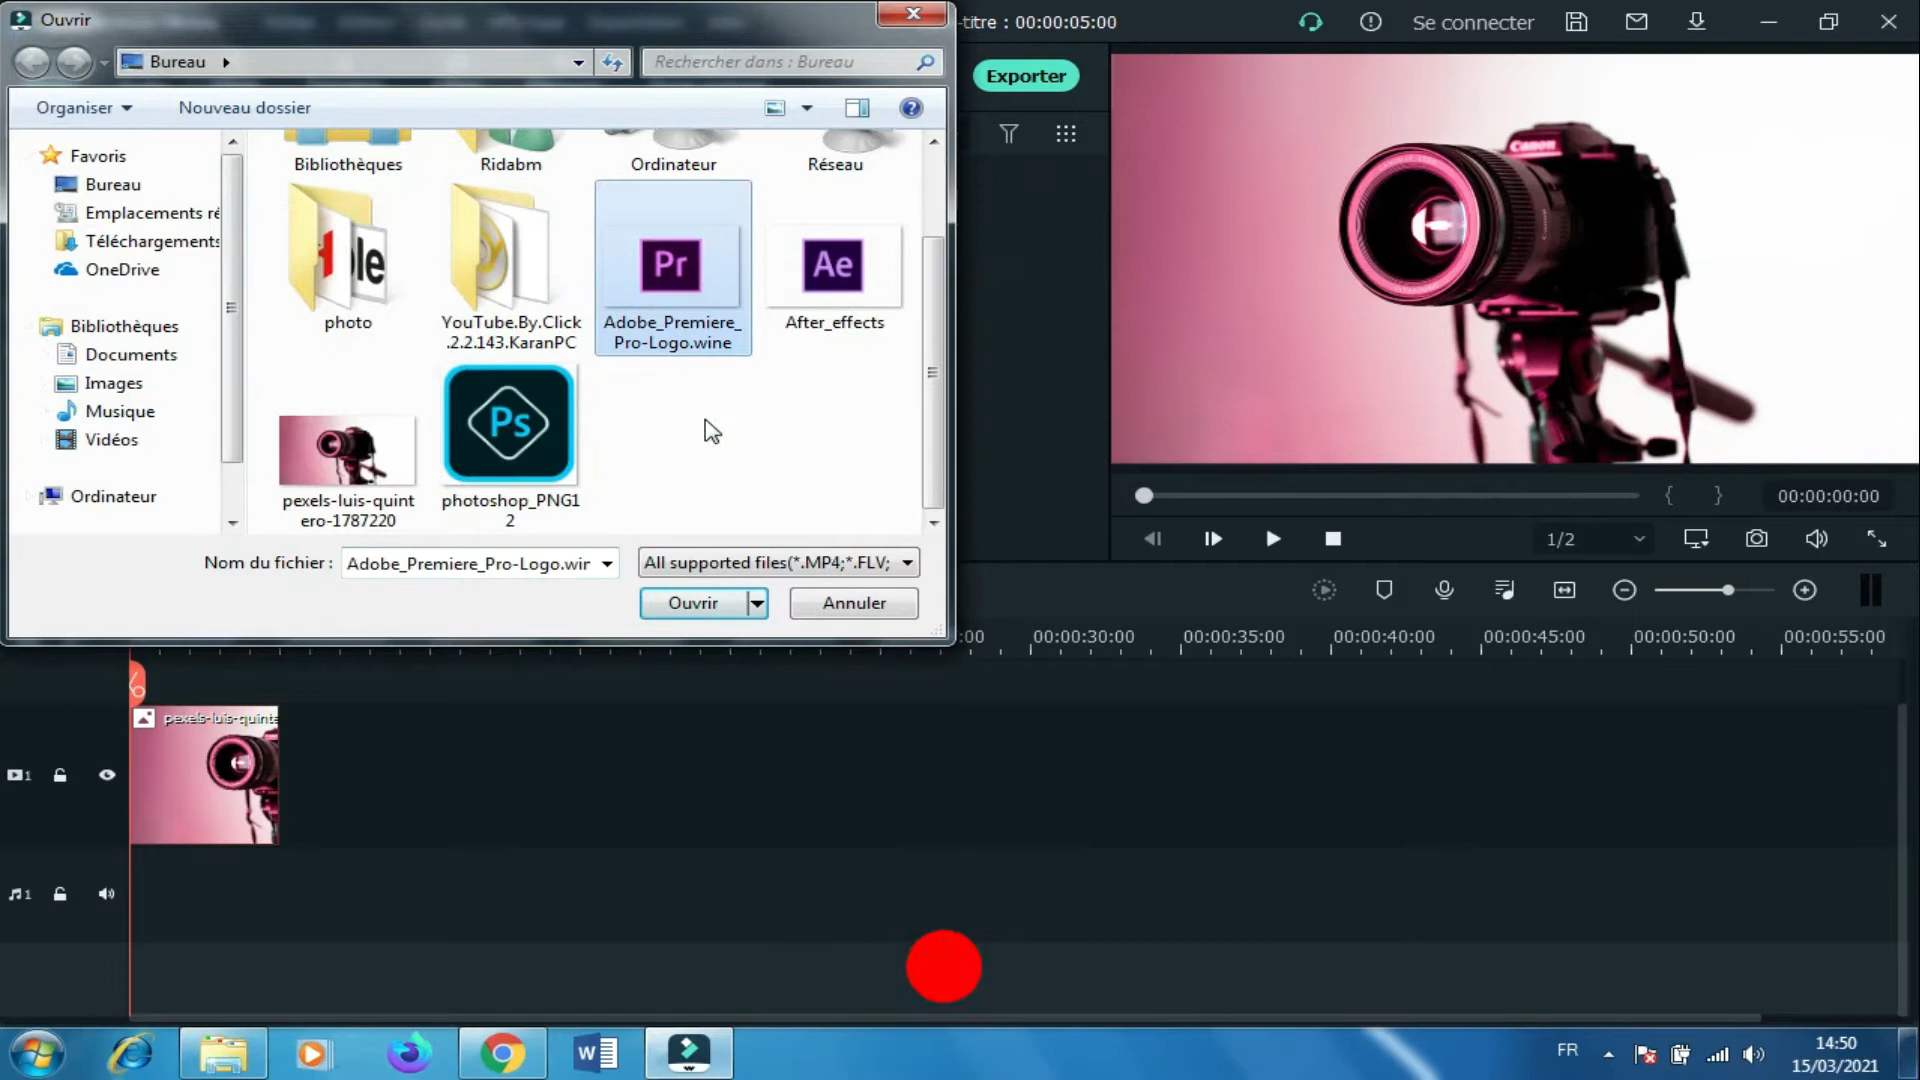 Ouvrir
-titre : 00:00:05:00
Se connecter
Bureau
Rechercher dans : Bureau
Exporter
Organiser
Nouveau dossier
Favoris
Bureau
Emplacements ré
Téléchargements
OneDrive
Bibliothèques
Documents
Images
Musique
Vidéos
Ordinateur
Bibliothèques
Ridabm
Ordinateur
Réseau
photo
YouTube.By.Click
.2.2.143.KaranPC
Pr
Adobe_Premiere_
Pro-Logo.wine
Ae
After_effects
pexels-luis-quint
ero-1787220
Ps
photoshop_PNG1
2
Canon
Nom du fichier :
Adobe_Premiere_Pro-Logo.wir
All supported files(*.MP4;*.FLV;
Ouvrir
Annuler
00:00:00:00
1/2
:00
00:00:30:00
00:00:35:00
00:00:40:00
00:00:45:00
00:00:50:00
00:00:55:00
pexels-luis-quinte
1
1
W
FR
14:50
15/03/2021